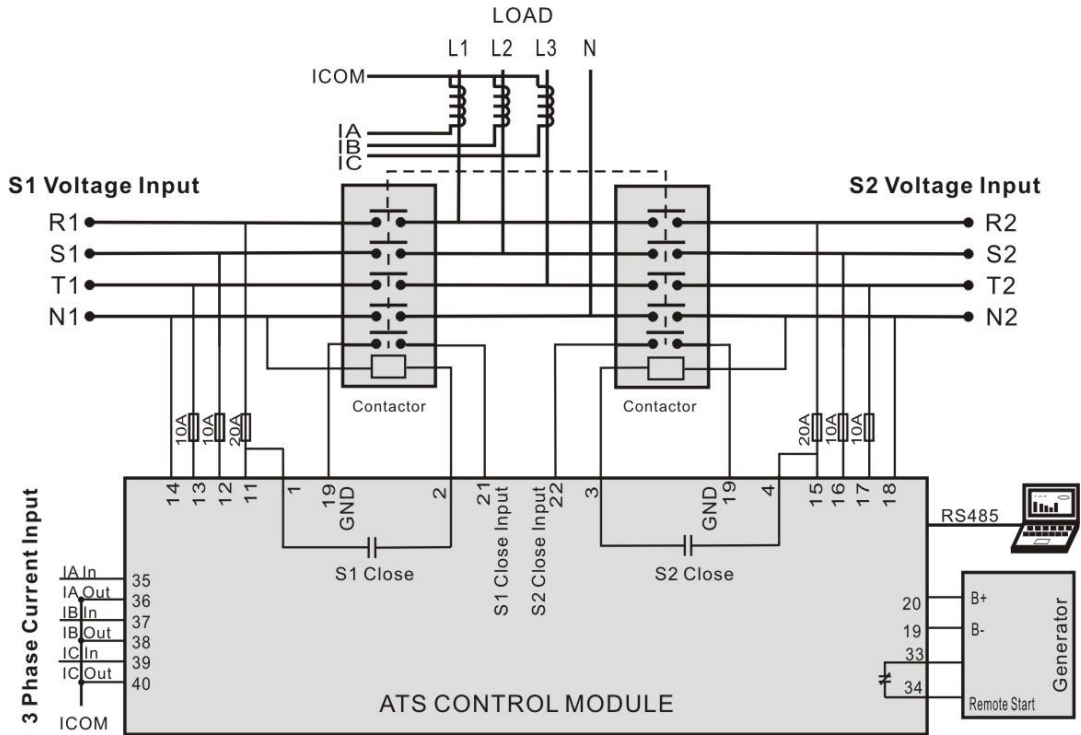 LOAD
L1 L2 L3 N
ICOM
IA
IB
IC
S1 Voltage Input
S2 Voltage Input
R1
R2
S1
S2
T1
T2
N1
N2
Contactor
Contactor
10A
10A
20A
20A
10A
10A
14
13
12
11
1
19
GND
2
21
S1 Close Input
S2 Close Input
22
3
GND
19
4
15
16
17
18
S1 Close
S2 Close
RS485
3 Phase Current Input
IA In 35
IA Out 36
IB In 37
IB Out 38
IC In 39
IC Out 40
ICOM
20 B+
19 B-
33
34 Remote Start
Generator
ATS CONTROL MODULE